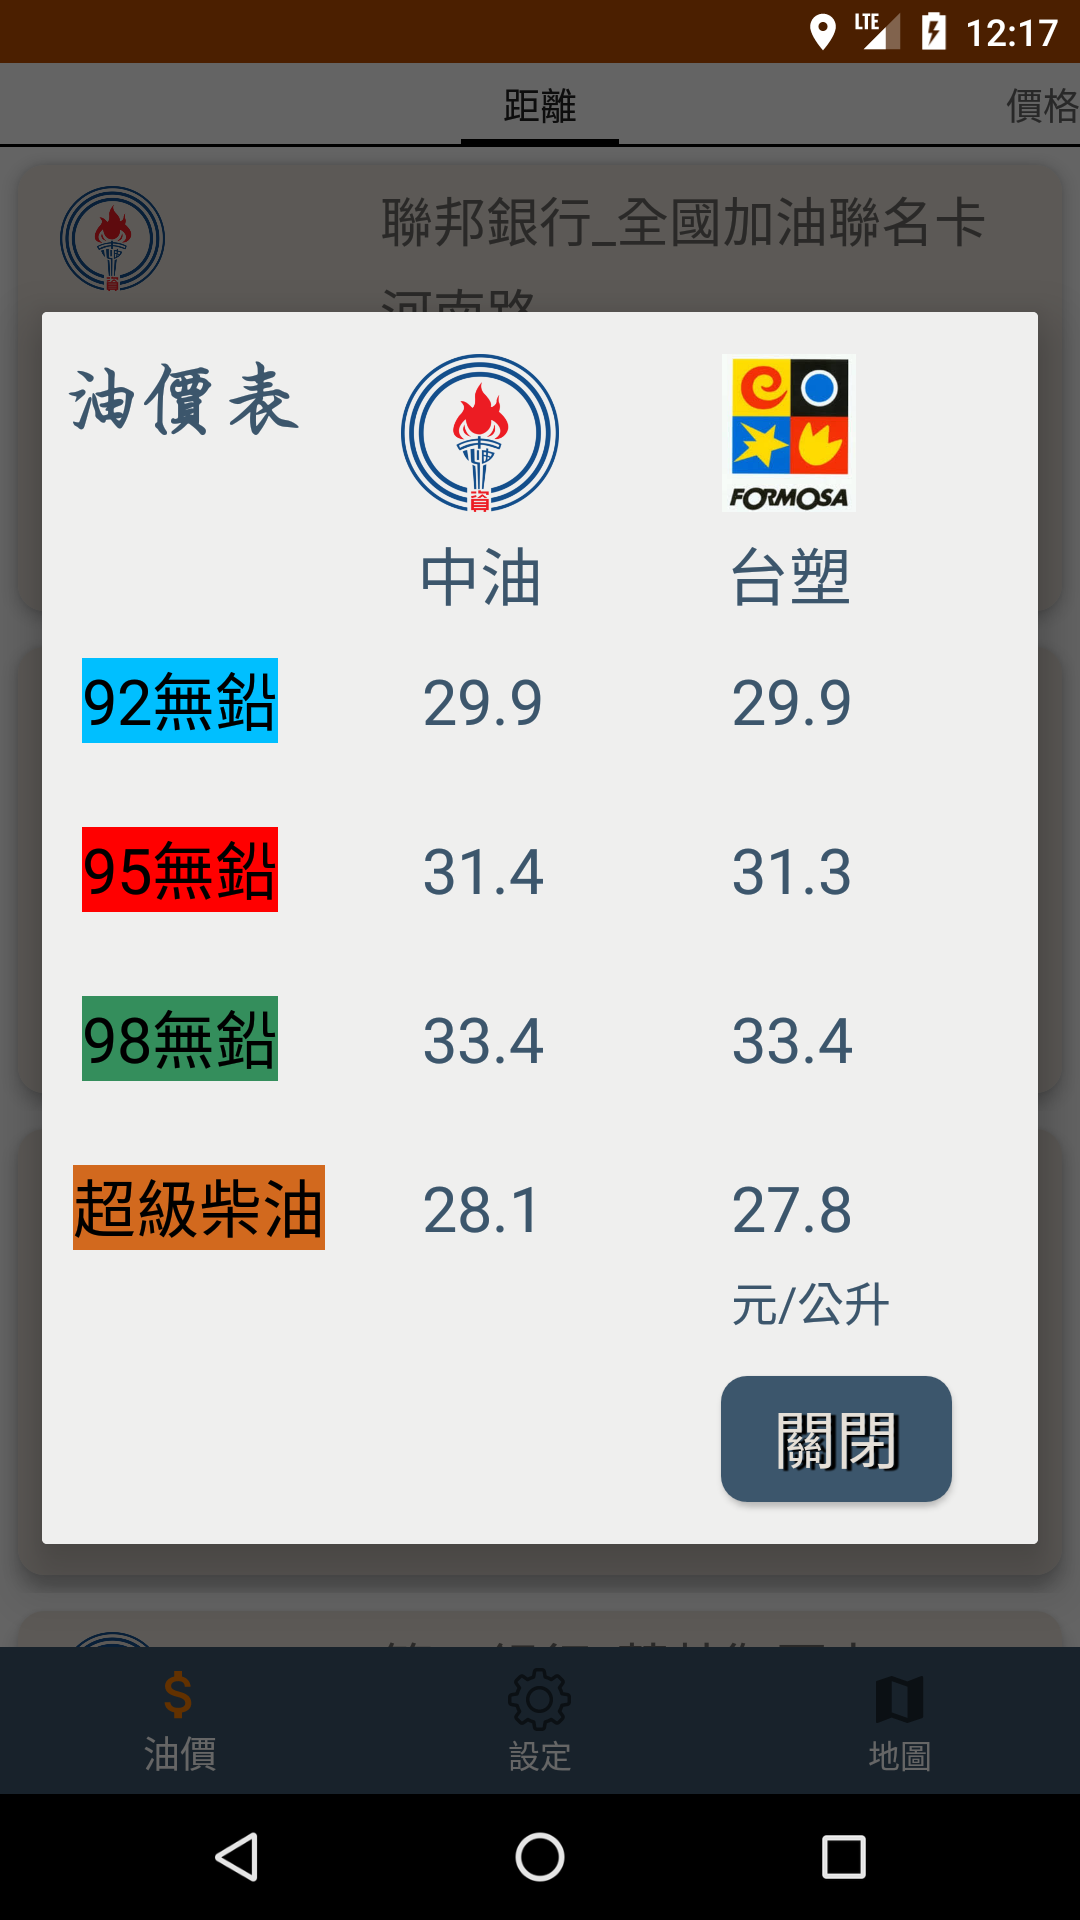 LTE 12:17
距離 價格
聯邦銀行_全國加油聯名卡
河南路
油價表
資
FORMOSA
中油 台塑
92無鉛 29.9 29.9
95無鉛 31.4 31.3
98無鉛 33.4 33.4
超級柴油 28.1 27.8
元/公升
關閉
油價 設定 地圖